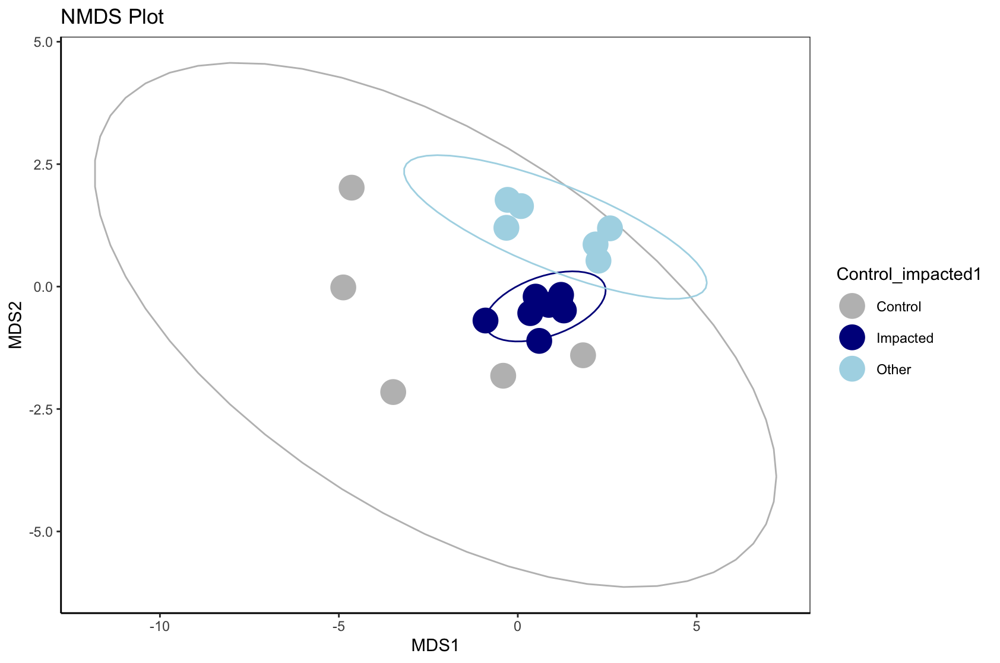 NMDS Plot
5.0
2.5
0.0
-2.5
-5.0
MDS2
-10
-5
0
5
MDS1
Control_impacted1
Control
Impacted
Other